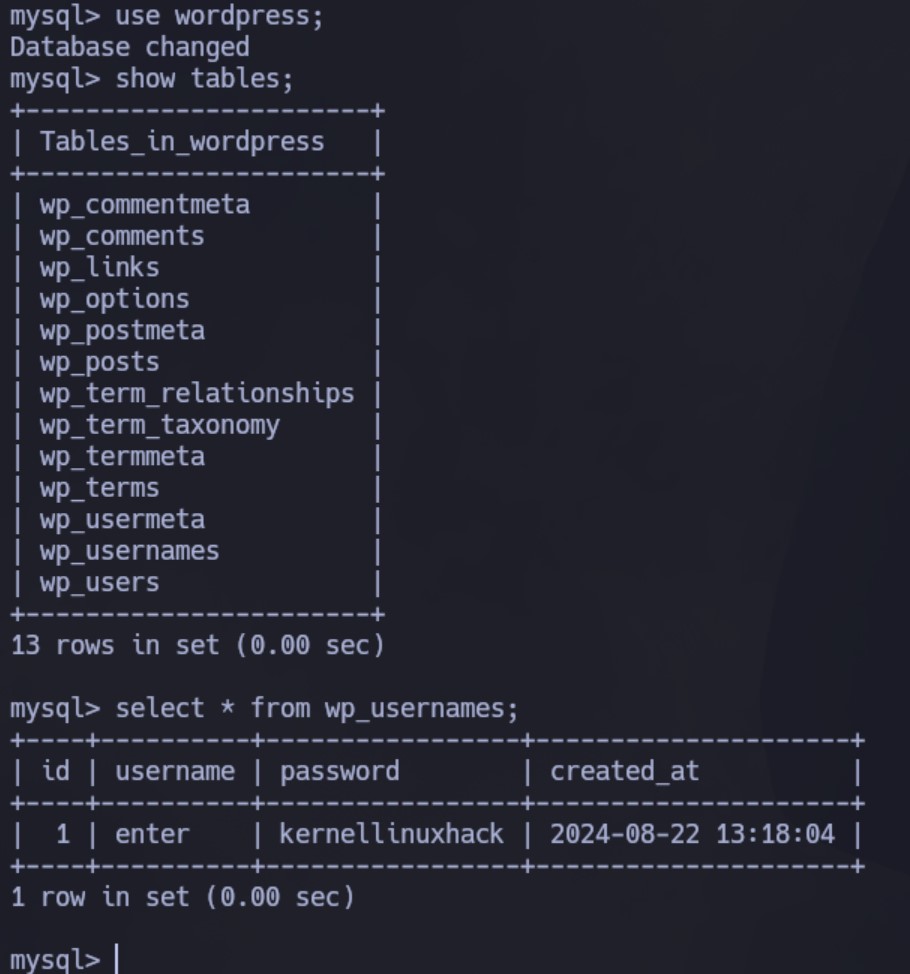 mysql> use wordpress;
Database changed
mysql> show tables;
+-----------------------+
| Tables_in_wordpress   |
+-----------------------+
| wp_commentmeta        |
| wp_comments           |
| wp_links              |
| wp_options            |
| wp_postmeta           |
| wp_posts              |
| wp_term_relationships |
| wp_term_taxonomy      |
| wp_termmeta           |
| wp_terms              |
| wp_usermeta           |
| wp_usernames          |
| wp_users              |
+-----------------------+
13 rows in set (0.00 sec)
mysql> select * from wp_usernames;
+----+----------+-----------------+---------------------+
| id | username | password        | created_at          |
+----+----------+-----------------+---------------------+
|  1 | enter    | kernellinuxhack | 2024-08-22 13:18:04 |
+----+----------+-----------------+---------------------+
1 row in set (0.00 sec)
mysql>